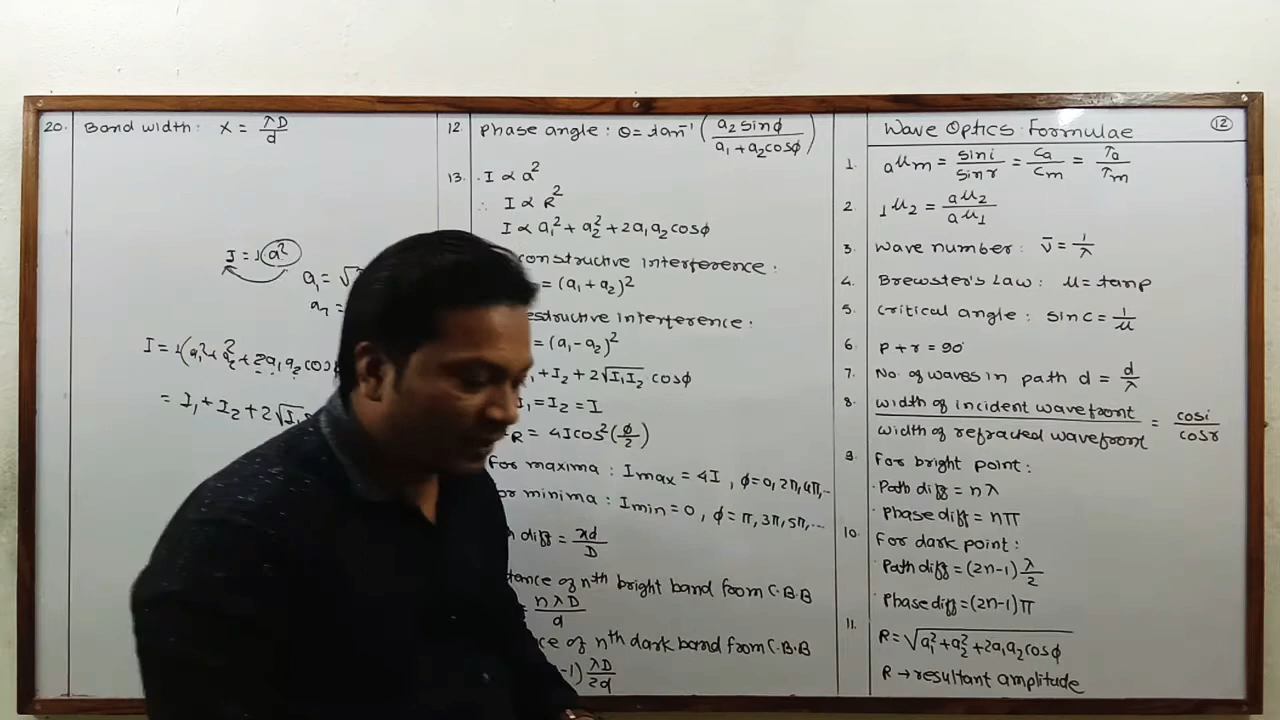 Wave Optics Formulae 12
1. aμm = sin i / sin r = Ca / Cm = λa / λm
2. 1μ2 = aμ2 / aμ1
3. Wave number: ν̄ = 1/λ
4. Brewster's Law: μ = tanp
5. Critical angle: sin c = 1/μ
6. p + r = 90
7. No. of waves in path d = d/λ
8. Width of incident wavefront / Width of refracted wavefront = cos i / cos r
9. For bright point:
Path diff = nλ
Phase diff = nπ
10. For dark point:
Path diff = (2n-1) λ/2
Phase diff = (2n-1)π
11. R = √(a₁² + a₂² + 2a₁a₂cosϕ)
R → resultant amplitude
12. Phase angle: θ = tan⁻¹ (a₂ sinϕ / a₁ + a₂cosϕ)
13. I ∝ a²
∴ I ∝ R²
I ∝ a₁² + a₂² + 2a₁a₂cosϕ
constructive interference:
= (a₁ + a₂)²
interference:
= (a₁ - a₂)²
+ I₂ + 2√I₁I₂ cosϕ
I₁ = I₂ = I
= 4I cos² (ϕ/2)
For maxima: Imax = 4I, ϕ = 0, 2π, 4π,..
minima: Imin = 0, ϕ = π, 3π, 5π,...
diff = xd/D
of nth bright band from C.B.B
nλD/d
of nth dark band from C.B.B
-1) λD/2d
20. Band width: X = λD/d
I = 1 a²
a₁ = √
a₂ =
I = 1(a₁² + a₂² + 2a₁a₂ cos
= I₁ + I₂ + 2√I₁